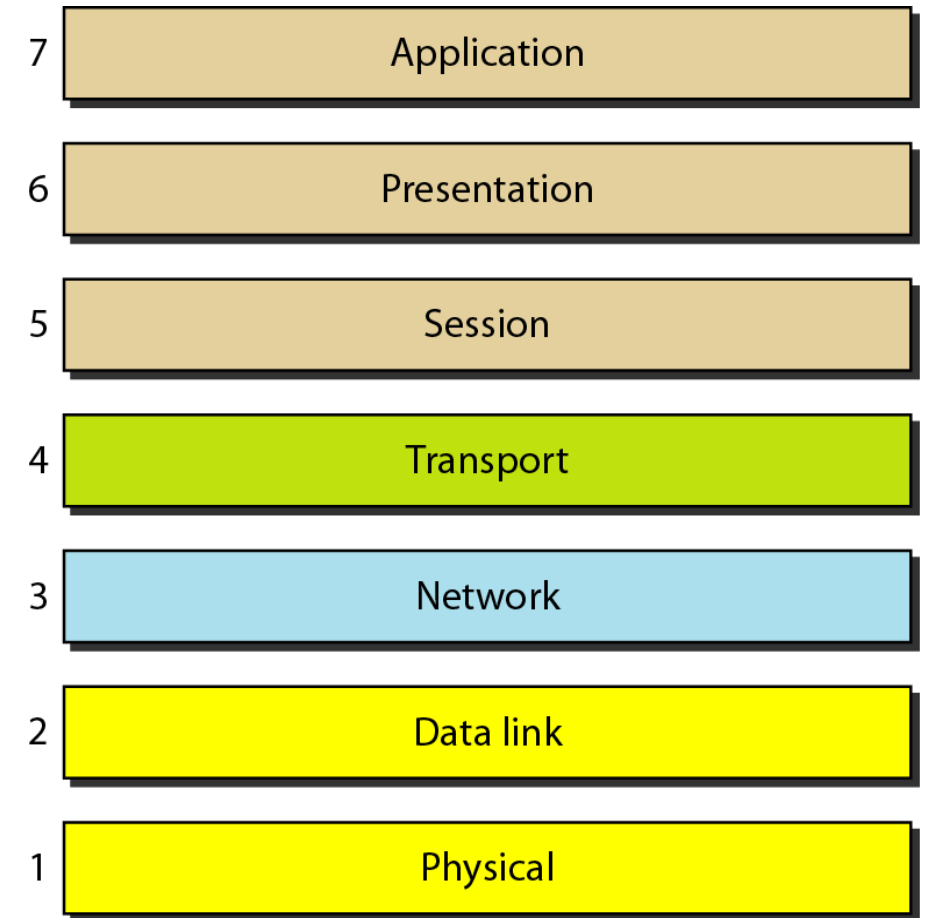 7 Application
6 Presentation
5 Session
4 Transport
3 Network
2 Data link
1 Physical